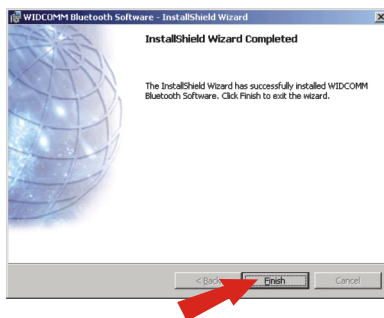 WIDCOMM Bluetooth Software - InstallShield Wizard
InstallShield Wizard Completed
The InstallShield Wizard has successfully installed WIDCOMM
Bluetooth Software. Click Finish to exit the wizard.
< Back
Finish
Cancel